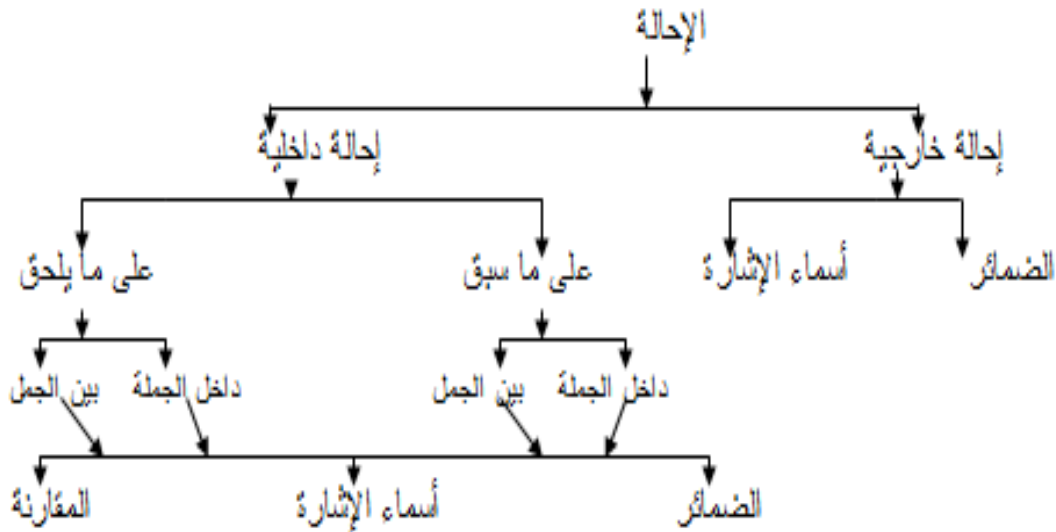 الإحالة
إحالة خارجية
إحالة داخلية
الضمائر
أسماء الإشارة
على ما سبق
على ما يلحق
داخل الجملة
بين الجمل
داخل الجملة
بين الجمل
الضمائر
أسماء الإشارة
المقارنة